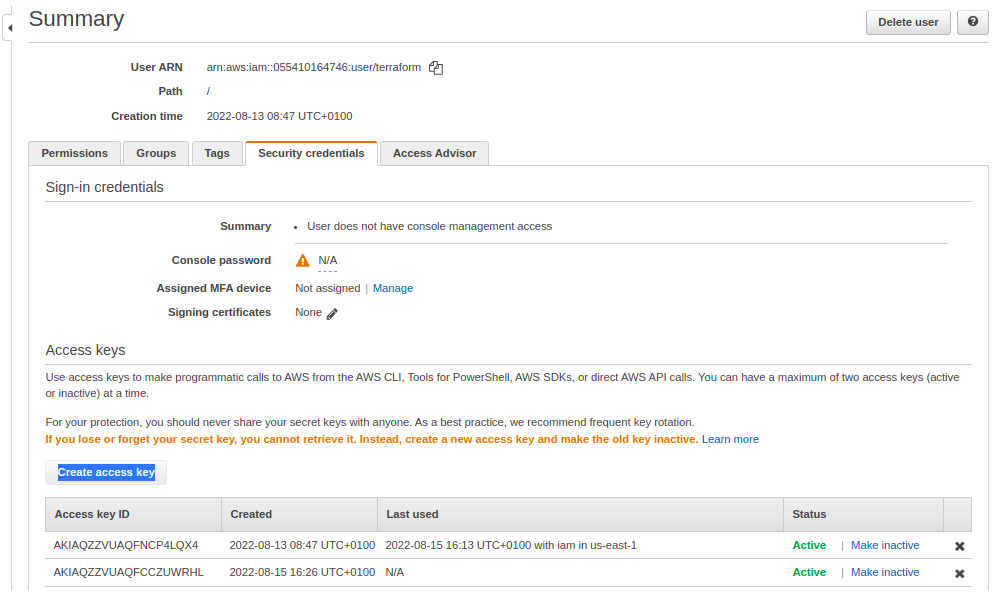 Summary
Delete user
?
User ARN arn:aws:iam::055410164746:user/terraform
Path /
Creation time 2022-08-13 08:47 UTC+0100
Permissions Groups Tags Security credentials Access Advisor
Sign-in credentials
Summary • User does not have console management access
Console password N/A
Assigned MFA device Not assigned | Manage
Signing certificates None
Access keys
Use access keys to make programmatic calls to AWS from the AWS CLI, Tools for PowerShell, AWS SDKs, or direct AWS API calls. You can have a maximum of two access keys (active
or inactive) at a time.
For your protection, you should never share your secret keys with anyone. As a best practice, we recommend frequent key rotation.
If you lose or forget your secret key, you cannot retrieve it. Instead, create a new access key and make the old key inactive. Learn more
Create access key
Access key ID Created Last used Status
AKIAQZZVUAQFNCP4LQX4 2022-08-13 08:47 UTC+0100 2022-08-15 16:13 UTC+0100 with iam in us-east-1 Active | Make inactive
AKIAQZZVUAQFCCZUWRHL 2022-08-15 16:26 UTC+0100 N/A Active | Make inactive